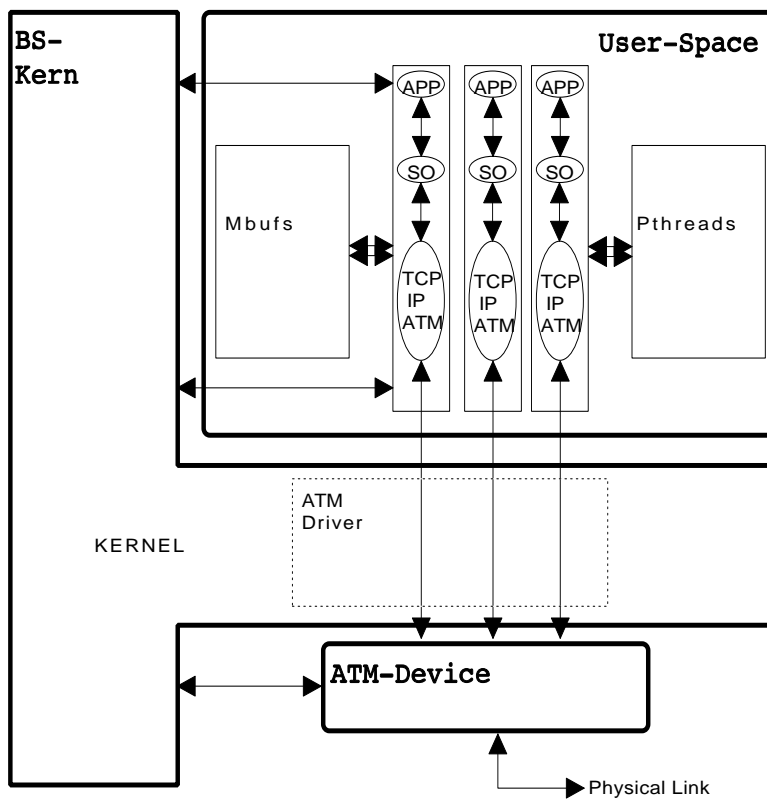 BS-
Kern
User-Space
APP
APP
APP
SO
SO
SO
Mbufs
Pthreads
TCP
IP
ATM
TCP
IP
ATM
TCP
IP
ATM
ATM
Driver
KERNEL
ATM-Device
Physical Link